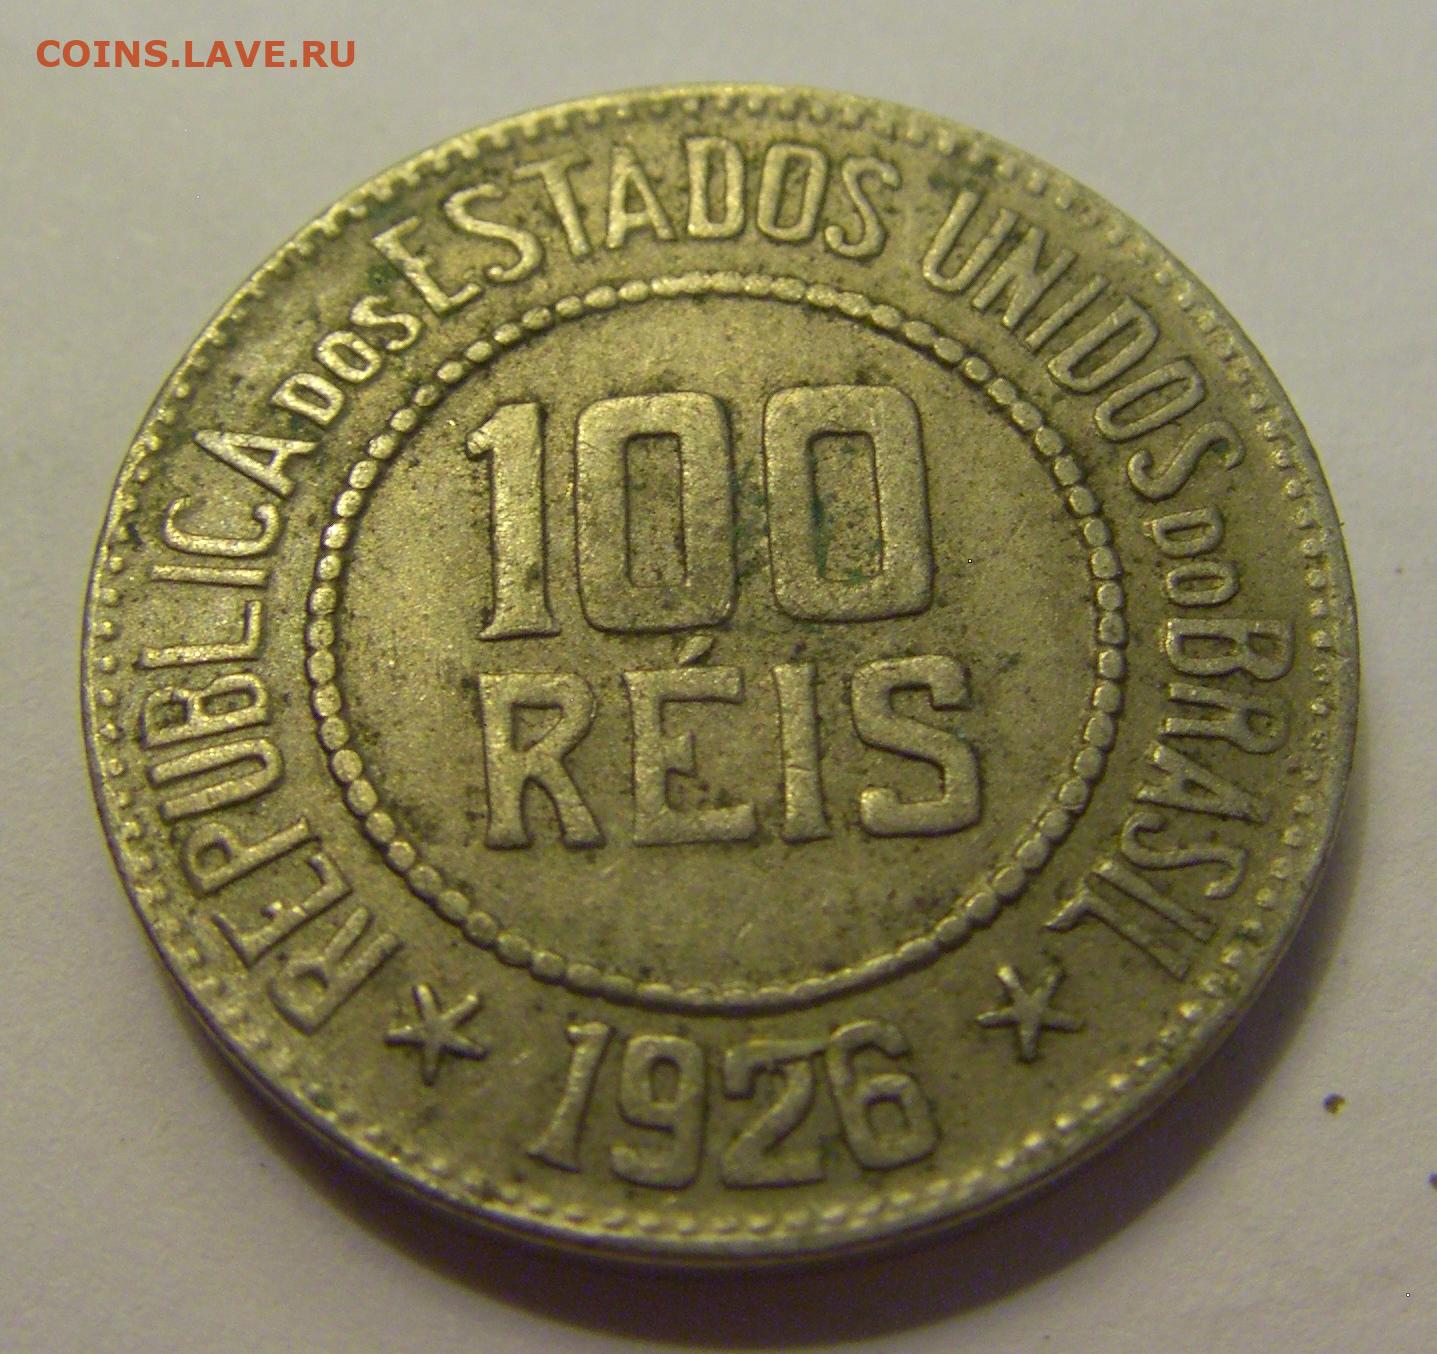 COINS.LAVE.RU
REPUBLICA DOS ESTADOS UNIDOS DO BRASIL
100
RÉIS
1926